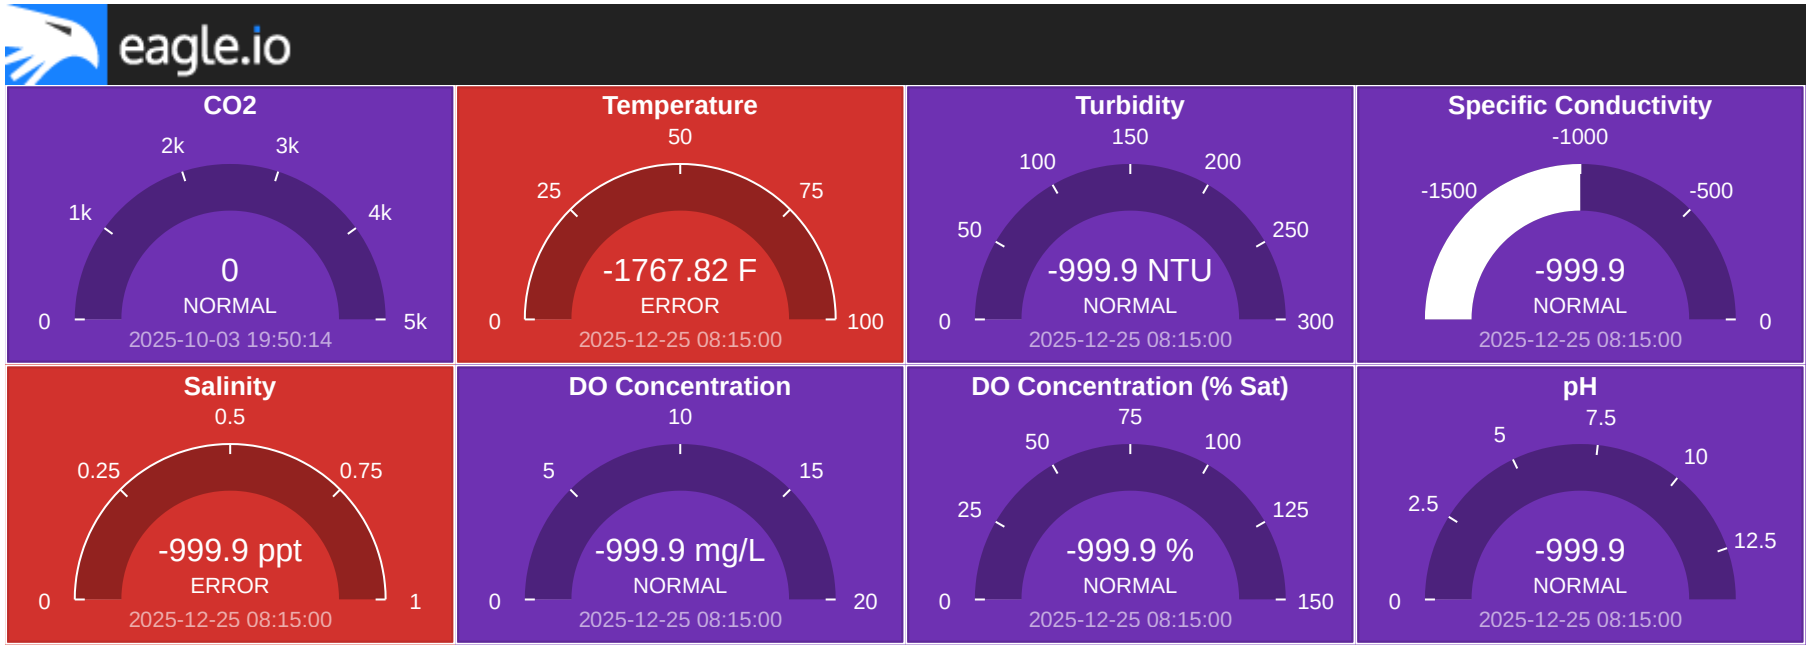 eagle.io
CO2
2k
3k
1k
4k
0
NORMAL
0
5k
2025-10-03 19:50:14
Temperature
50
25
75
-1767.82 F
ERROR
0
100
2025-12-25 08:15:00
Turbidity
150
100
200
50
250
-999.9 NTU
NORMAL
0
300
2025-12-25 08:15:00
Specific Conductivity
-1000
-1500
-500
-999.9
NORMAL
0
2025-12-25 08:15:00
Salinity
0.5
0.25
0.75
-999.9 ppt
ERROR
0
1
2025-12-25 08:15:00
DO Concentration
10
5
15
-999.9 mg/L
NORMAL
0
20
2025-12-25 08:15:00
DO Concentration (% Sat)
75
50
100
25
125
-999.9 %
NORMAL
0
150
2025-12-25 08:15:00
pH
7.5
5
10
2.5
12.5
-999.9
NORMAL
0
2025-12-25 08:15:00